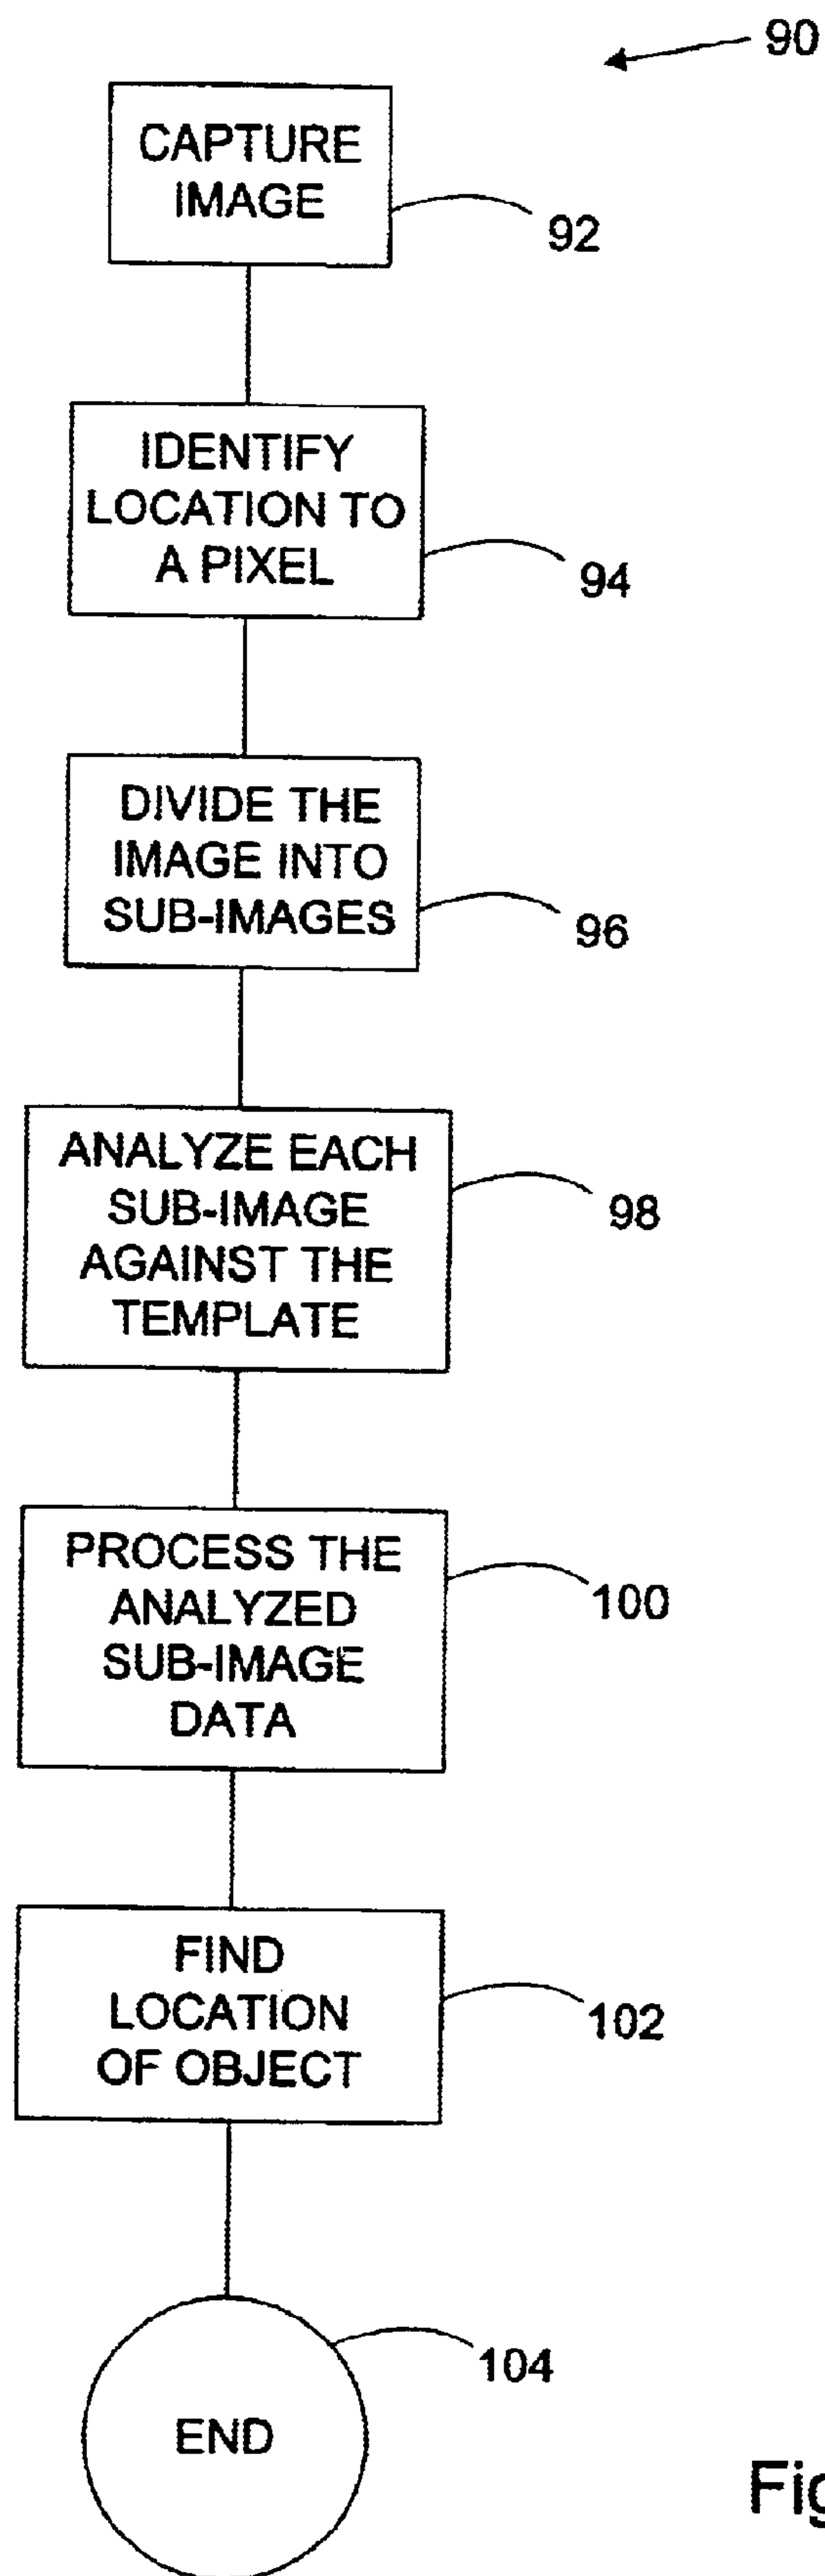 90
CAPTURE
IMAGE
92
IDENTIFY
LOCATION TO
A PIXEL
94
DIVIDE THE
IMAGE INTO
SUB-IMAGES
96
ANALYZE EACH
SUB-IMAGE
AGAINST THE
TEMPLATE
98
PROCESS THE
ANALYZED
SUB-IMAGE
DATA
100
FIND
LOCATION
OF OBJECT
102
END
104
Fig